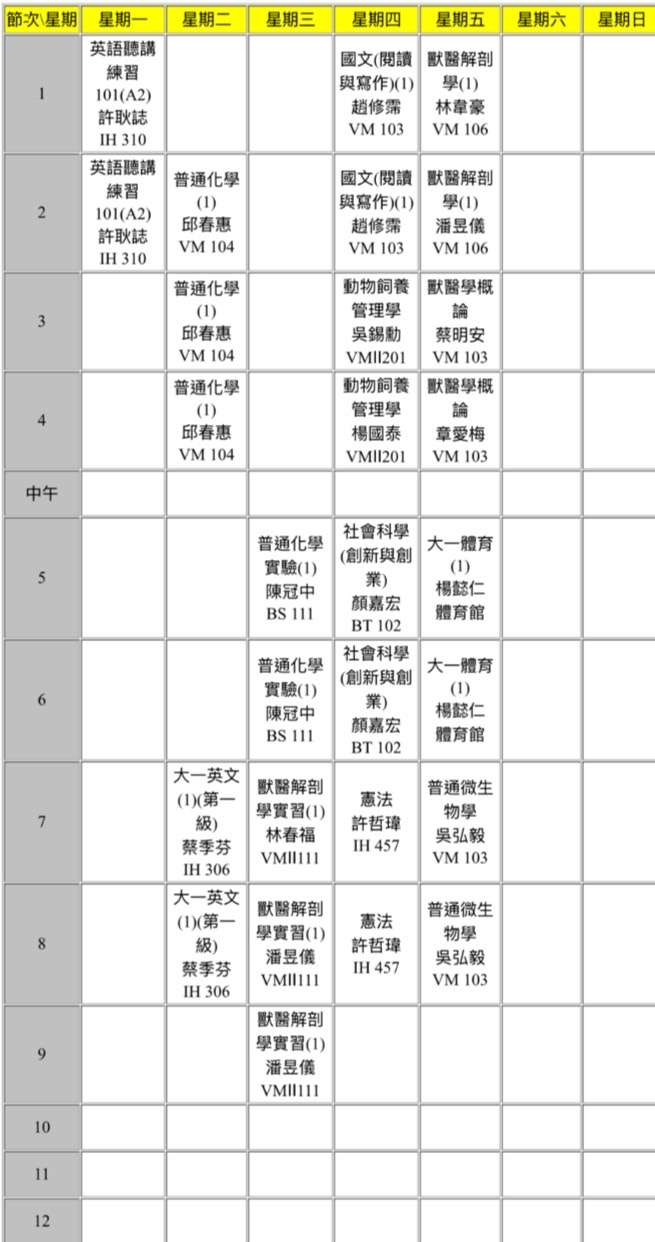 節次\星期 星期一 星期二 星期三 星期四 星期五 星期六 星期日
1
英語聽講
練習
101(A2)
許耿誌
IH 310
國文(閱讀
與寫作)(1)
趙修霈
VM 103
獸醫解剖
學(1)
林韋豪
VM 106
2
英語聽講
練習
101(A2)
許耿誌
IH 310
普通化學
(1)
邱春惠
VM 104
國文(閱讀
與寫作)(1)
趙修霈
VM 103
獸醫解剖
學(1)
潘昱儀
VM 106
3
普通化學
(1)
邱春惠
VM 104
動物飼養
管理學
吳錫勳
VMⅡ201
獸醫學概
論
蔡明安
VM 103
4
普通化學
(1)
邱春惠
VM 104
動物飼養
管理學
楊國泰
VMⅡ201
獸醫學概
論
章愛梅
VM 103
中午
5
普通化學
實驗(1)
陳冠中
BS 111
社會科學
(創新與創
業)
顏嘉宏
BT 102
大一體育
(1)
楊懿仁
體育館
6
普通化學
實驗(1)
陳冠中
BS 111
社會科學
(創新與創
業)
顏嘉宏
BT 102
大一體育
(1)
楊懿仁
體育館
7
大一英文
(1)(第一
級)
蔡季芬
IH 306
獸醫解剖
學實習(1)
林春福
VMⅡ111
憲法
許哲瑋
IH 457
普通微生
物學
吳弘毅
VM 103
8
大一英文
(1)(第一
級)
蔡季芬
IH 306
獸醫解剖
學實習(1)
潘昱儀
VMⅡ111
憲法
許哲瑋
IH 457
普通微生
物學
吳弘毅
VM 103
9
獸醫解剖
學實習(1)
潘昱儀
VMⅡ111
10
11
12